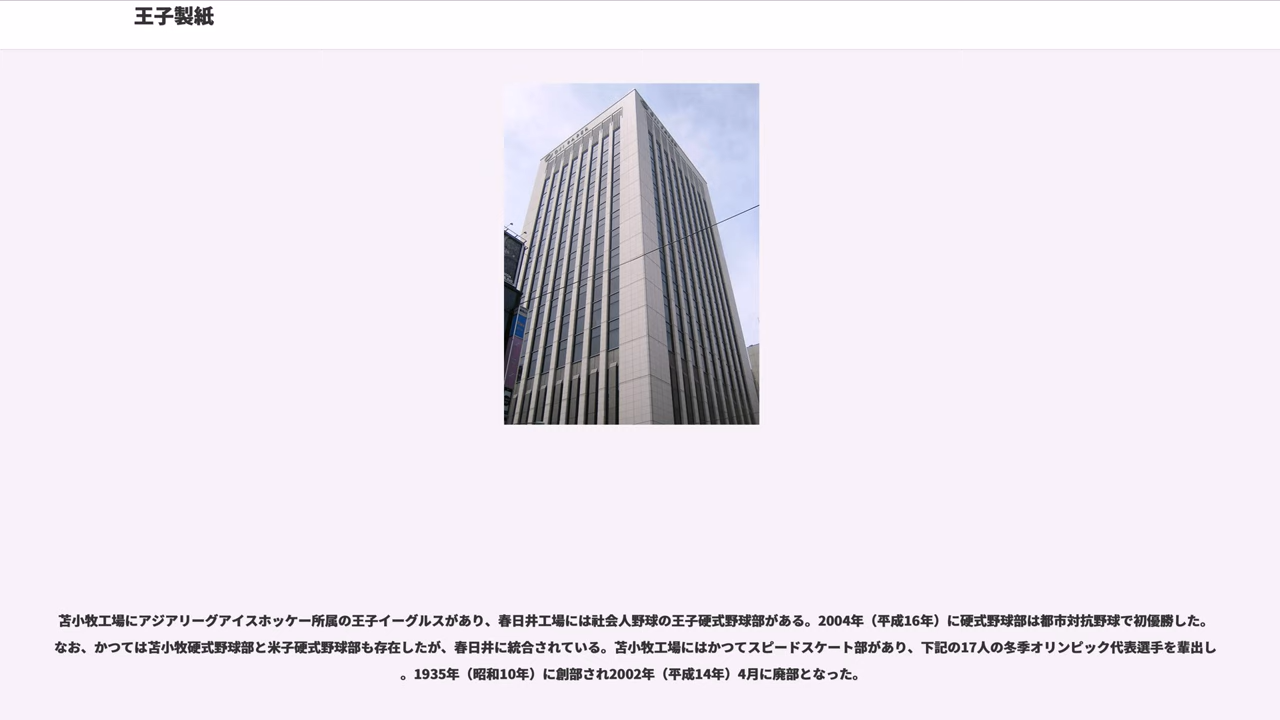 王子製紙
苫小牧工場にアジアリーグアイスホッケー所属の王子イーグルスがあり、春日井工場には社会人野球の王子硬式野球部がある。2004年（平成16年）に硬式野球部は都市対抗野球で初優勝した。
なお、かつては苫小牧硬式野球部と米子硬式野球部も存在したが、春日井に統合されている。苫小牧工場にはかつてスピードスケート部があり、下記の17人の冬季オリンピック代表選手を輩出し
。1935年（昭和10年）に創部され2002年（平成14年）4月に廃部となった。